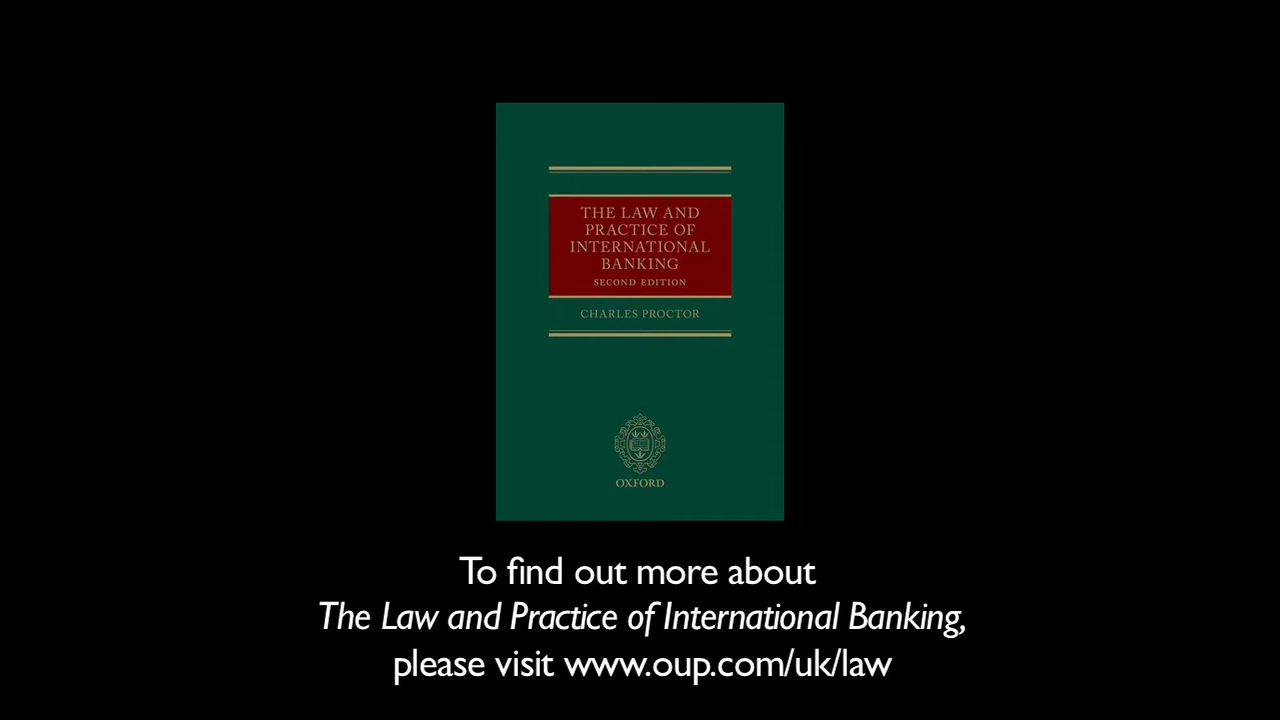 THE LAW AND
PRACTICE OF
INTERNATIONAL
BANKING
SECOND EDITION
CHARLES PROCTOR
OXFORD
To find out more about
The Law and Practice of International Banking,
please visit www.oup.com/uk/law